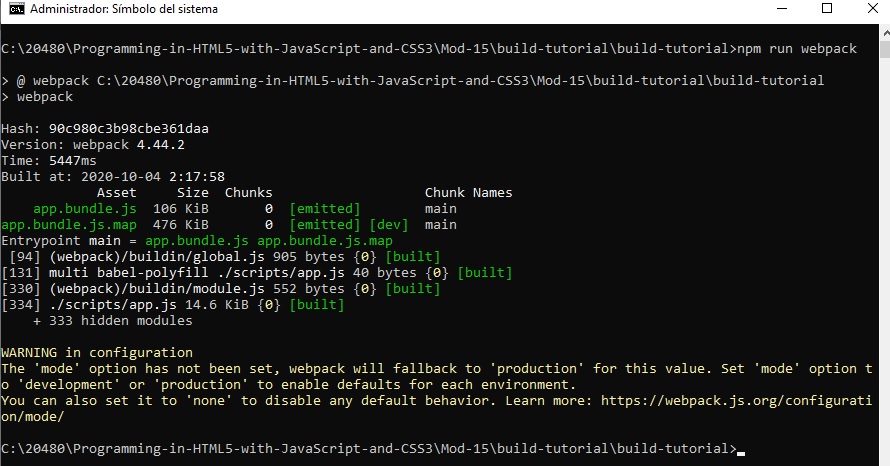 Administrador: Símbolo del sistema
C:\20480\Programming-in-HTML5-with-JavaScript-and-CSS3\Mod-15\build-tutorial\build-tutorial>npm run webpack
> @ webpack C:\20480\Programming-in-HTML5-with-JavaScript-and-CSS3\Mod-15\build-tutorial\build-tutorial
> webpack
Hash: 90c980c3b98cbe361daa
Version: webpack 4.44.2
Time: 5447ms
Built at: 2020-10-04 2:17:58
Asset Size Chunks Chunk Names
app.bundle.js 106 KiB 0 [emitted] main
app.bundle.js.map 476 KiB 0 [emitted] [dev] main
Entrypoint main = app.bundle.js app.bundle.js.map
[94] (webpack)/buildin/global.js 905 bytes {0} [built]
[131] multi babel-polyfill ./scripts/app.js 40 bytes {0} [built]
[330] (webpack)/buildin/module.js 552 bytes {0} [built]
[334] ./scripts/app.js 14.6 KiB {0} [built]
+ 333 hidden modules
WARNING in configuration
The 'mode' option has not been set, webpack will fallback to 'production' for this value. Set 'mode' option t
o 'development' or 'production' to enable defaults for each environment.
You can also set it to 'none' to disable any default behavior. Learn more: https://webpack.js.org/configurati
on/mode/
C:\20480\Programming-in-HTML5-with-JavaScript-and-CSS3\Mod-15\build-tutorial\build-tutorial>